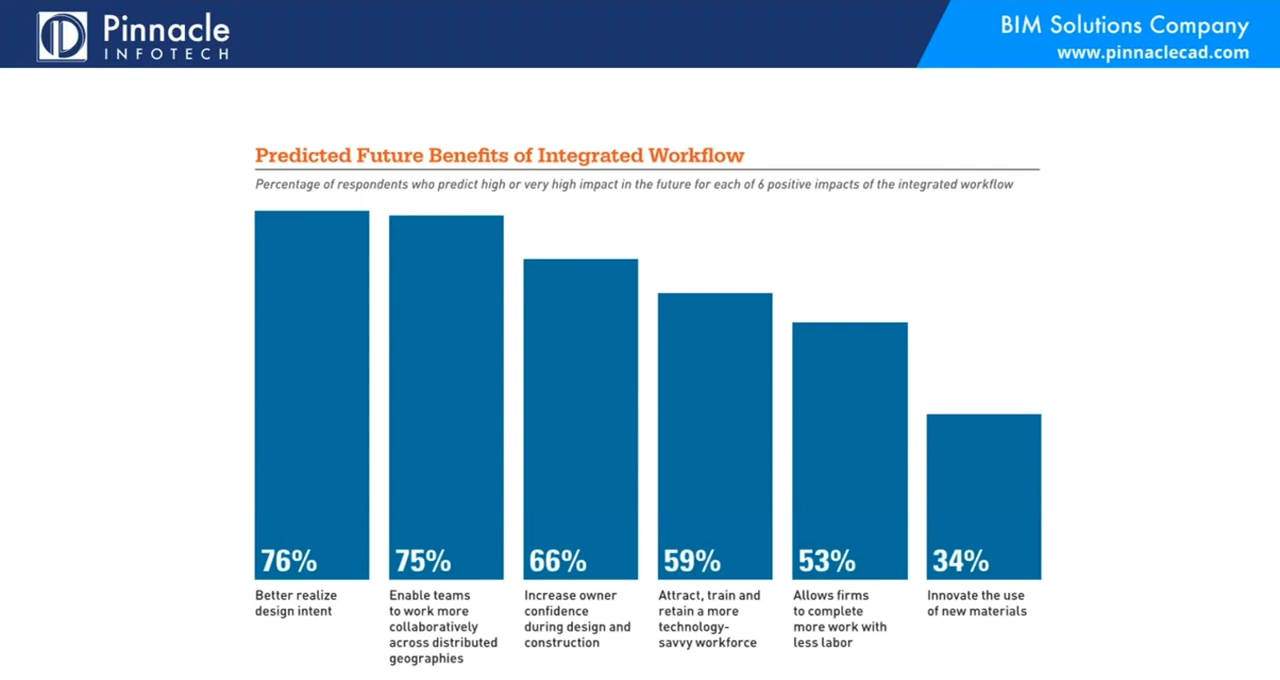 Pinnacle
INFOTECH
BIM Solutions Company
www.pinnaclecad.com
Predicted Future Benefits of Integrated Workflow
Percentage of respondents who predict high or very high impact in the future for each of 6 positive impacts of the integrated workflow
76%
75%
66%
59%
53%
34%
Better realize
design intent
Enable teams
to work more
collaboratively
across distributed
geographies
Increase owner
confidence
during design and
construction
Attract, train and
retain a more
technology-
savvy workforce
Allows firms
to complete
more work with
less labor
Innovate the use
of new materials